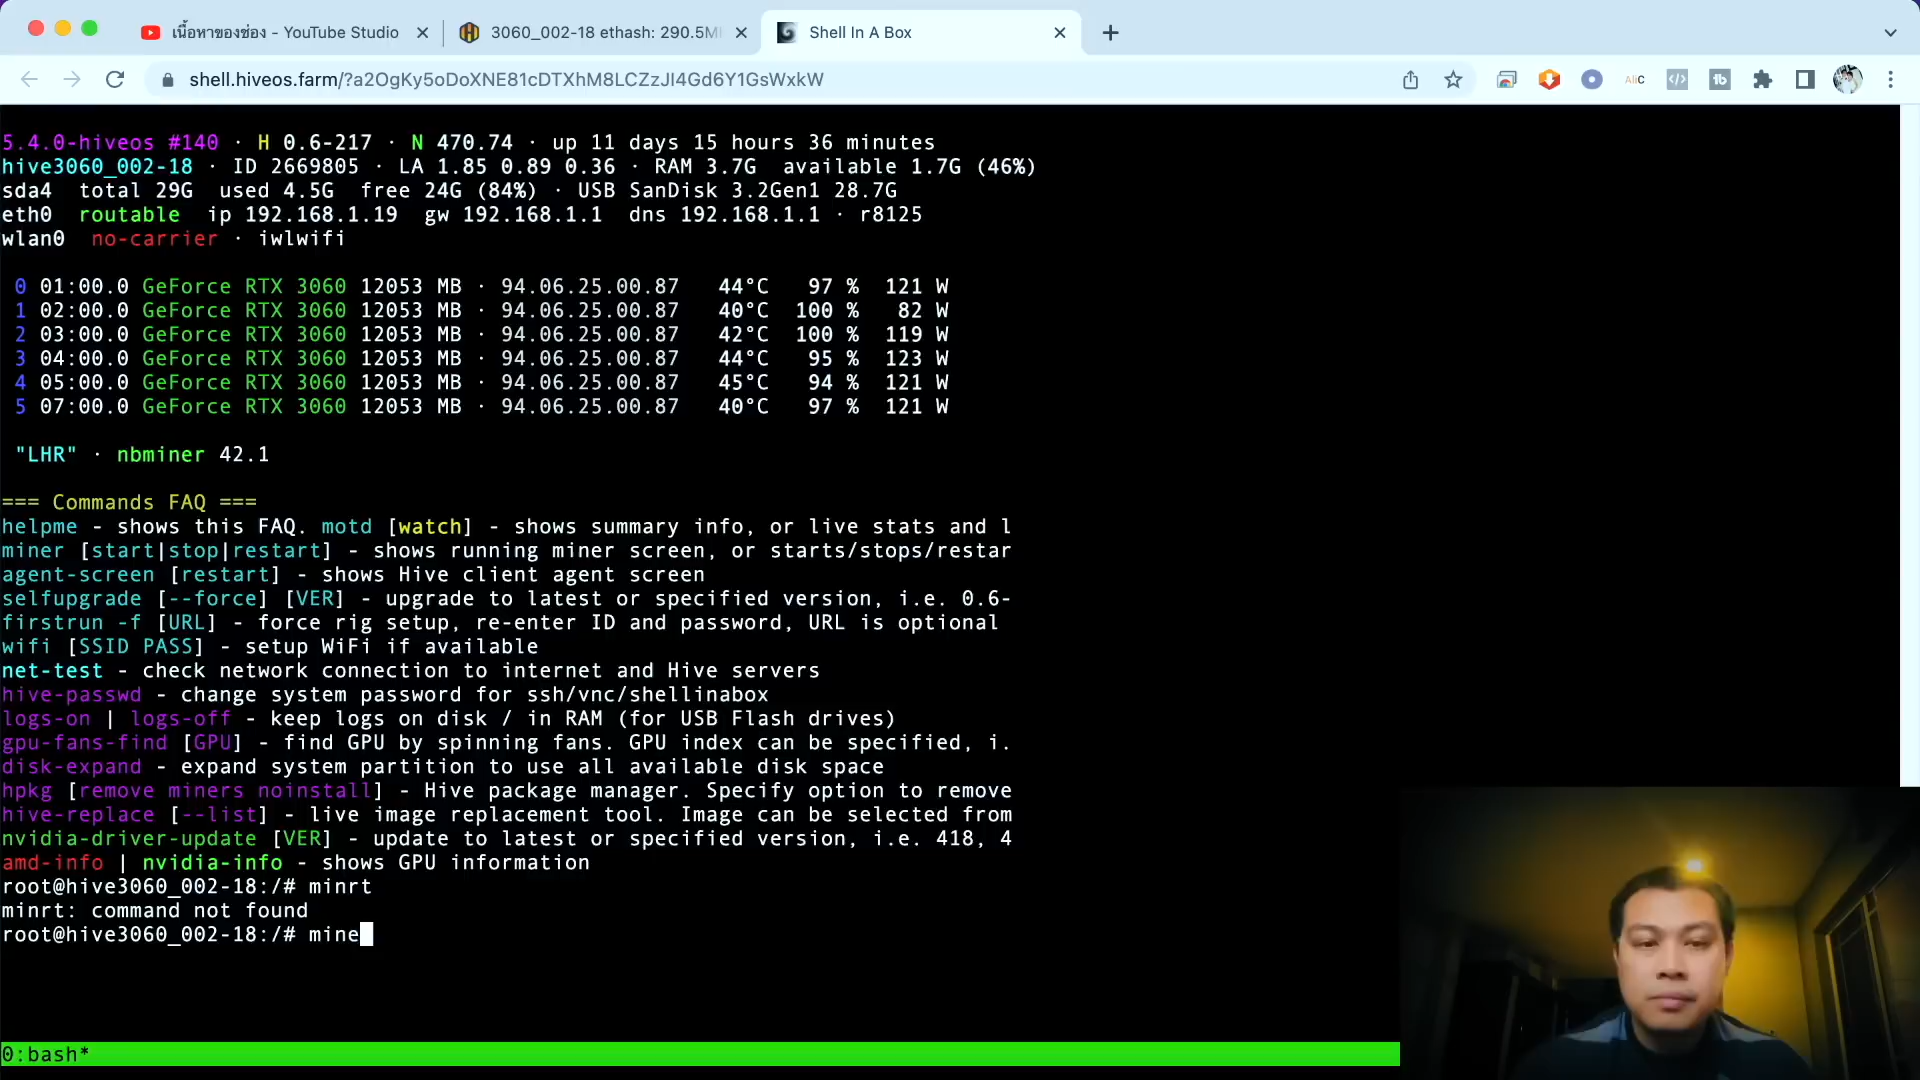 เนื้อหาของช่อง - YouTube Studio
3060_002-18 ethash: 290.5M
Shell In A Box
shell.hiveos.farm/?a2OgKy5oDoXNE81cDTXhM8LCZzJl4Gd6Y1GsWxkW
5.4.0-hiveos #140 · H 0.6-217 · N 470.74 · up 11 days 15 hours 36 minutes
hive3060_002-18 · ID 2669805 · LA 1.85 0.89 0.36 · RAM 3.7G available 1.7G (46%)
sda4 total 29G used 4.5G free 24G (84%) · USB SanDisk 3.2Gen1 28.7G
eth0 routable ip 192.168.1.19 gw 192.168.1.1 dns 192.168.1.1 · r8125
wlan0 no-carrier · iwlwifi
0 01:00.0 GeForce RTX 3060 12053 MB · 94.06.25.00.87 44°C 97 % 121 W
1 02:00.0 GeForce RTX 3060 12053 MB · 94.06.25.00.87 40°C 100 % 82 W
2 03:00.0 GeForce RTX 3060 12053 MB · 94.06.25.00.87 42°C 100 % 119 W
3 04:00.0 GeForce RTX 3060 12053 MB · 94.06.25.00.87 44°C 95 % 123 W
4 05:00.0 GeForce RTX 3060 12053 MB · 94.06.25.00.87 45°C 94 % 121 W
5 07:00.0 GeForce RTX 3060 12053 MB · 94.06.25.00.87 40°C 97 % 121 W
"LHR" · nbminer 42.1
=== Commands FAQ ===
helpme - shows this FAQ. motd [watch] - shows summary info, or live stats and l
miner [start|stop|restart] - shows running miner screen, or starts/stops/restar
agent-screen [restart] - shows Hive client agent screen
selfupgrade [--force] [VER] - upgrade to latest or specified version, i.e. 0.6-
firstrun -f [URL] - force rig setup, re-enter ID and password, URL is optional
wifi [SSID PASS] - setup WiFi if available
net-test - check network connection to internet and Hive servers
hive-passwd - change system password for ssh/vnc/shellinabox
logs-on | logs-off - keep logs on disk / in RAM (for USB Flash drives)
gpu-fans-find [GPU] - find GPU by spinning fans. GPU index can be specified, i.
disk-expand - expand system partition to use all available disk space
hpkg [remove miners noinstall] - Hive package manager. Specify option to remove
hive-replace [--list] - live image replacement tool. Image can be selected from
nvidia-driver-update [VER] - update to latest or specified version, i.e. 418, 4
amd-info | nvidia-info - shows GPU information
root@hive3060_002-18:/# minrt
minrt: command not found
root@hive3060_002-18:/# mine
0:bash*